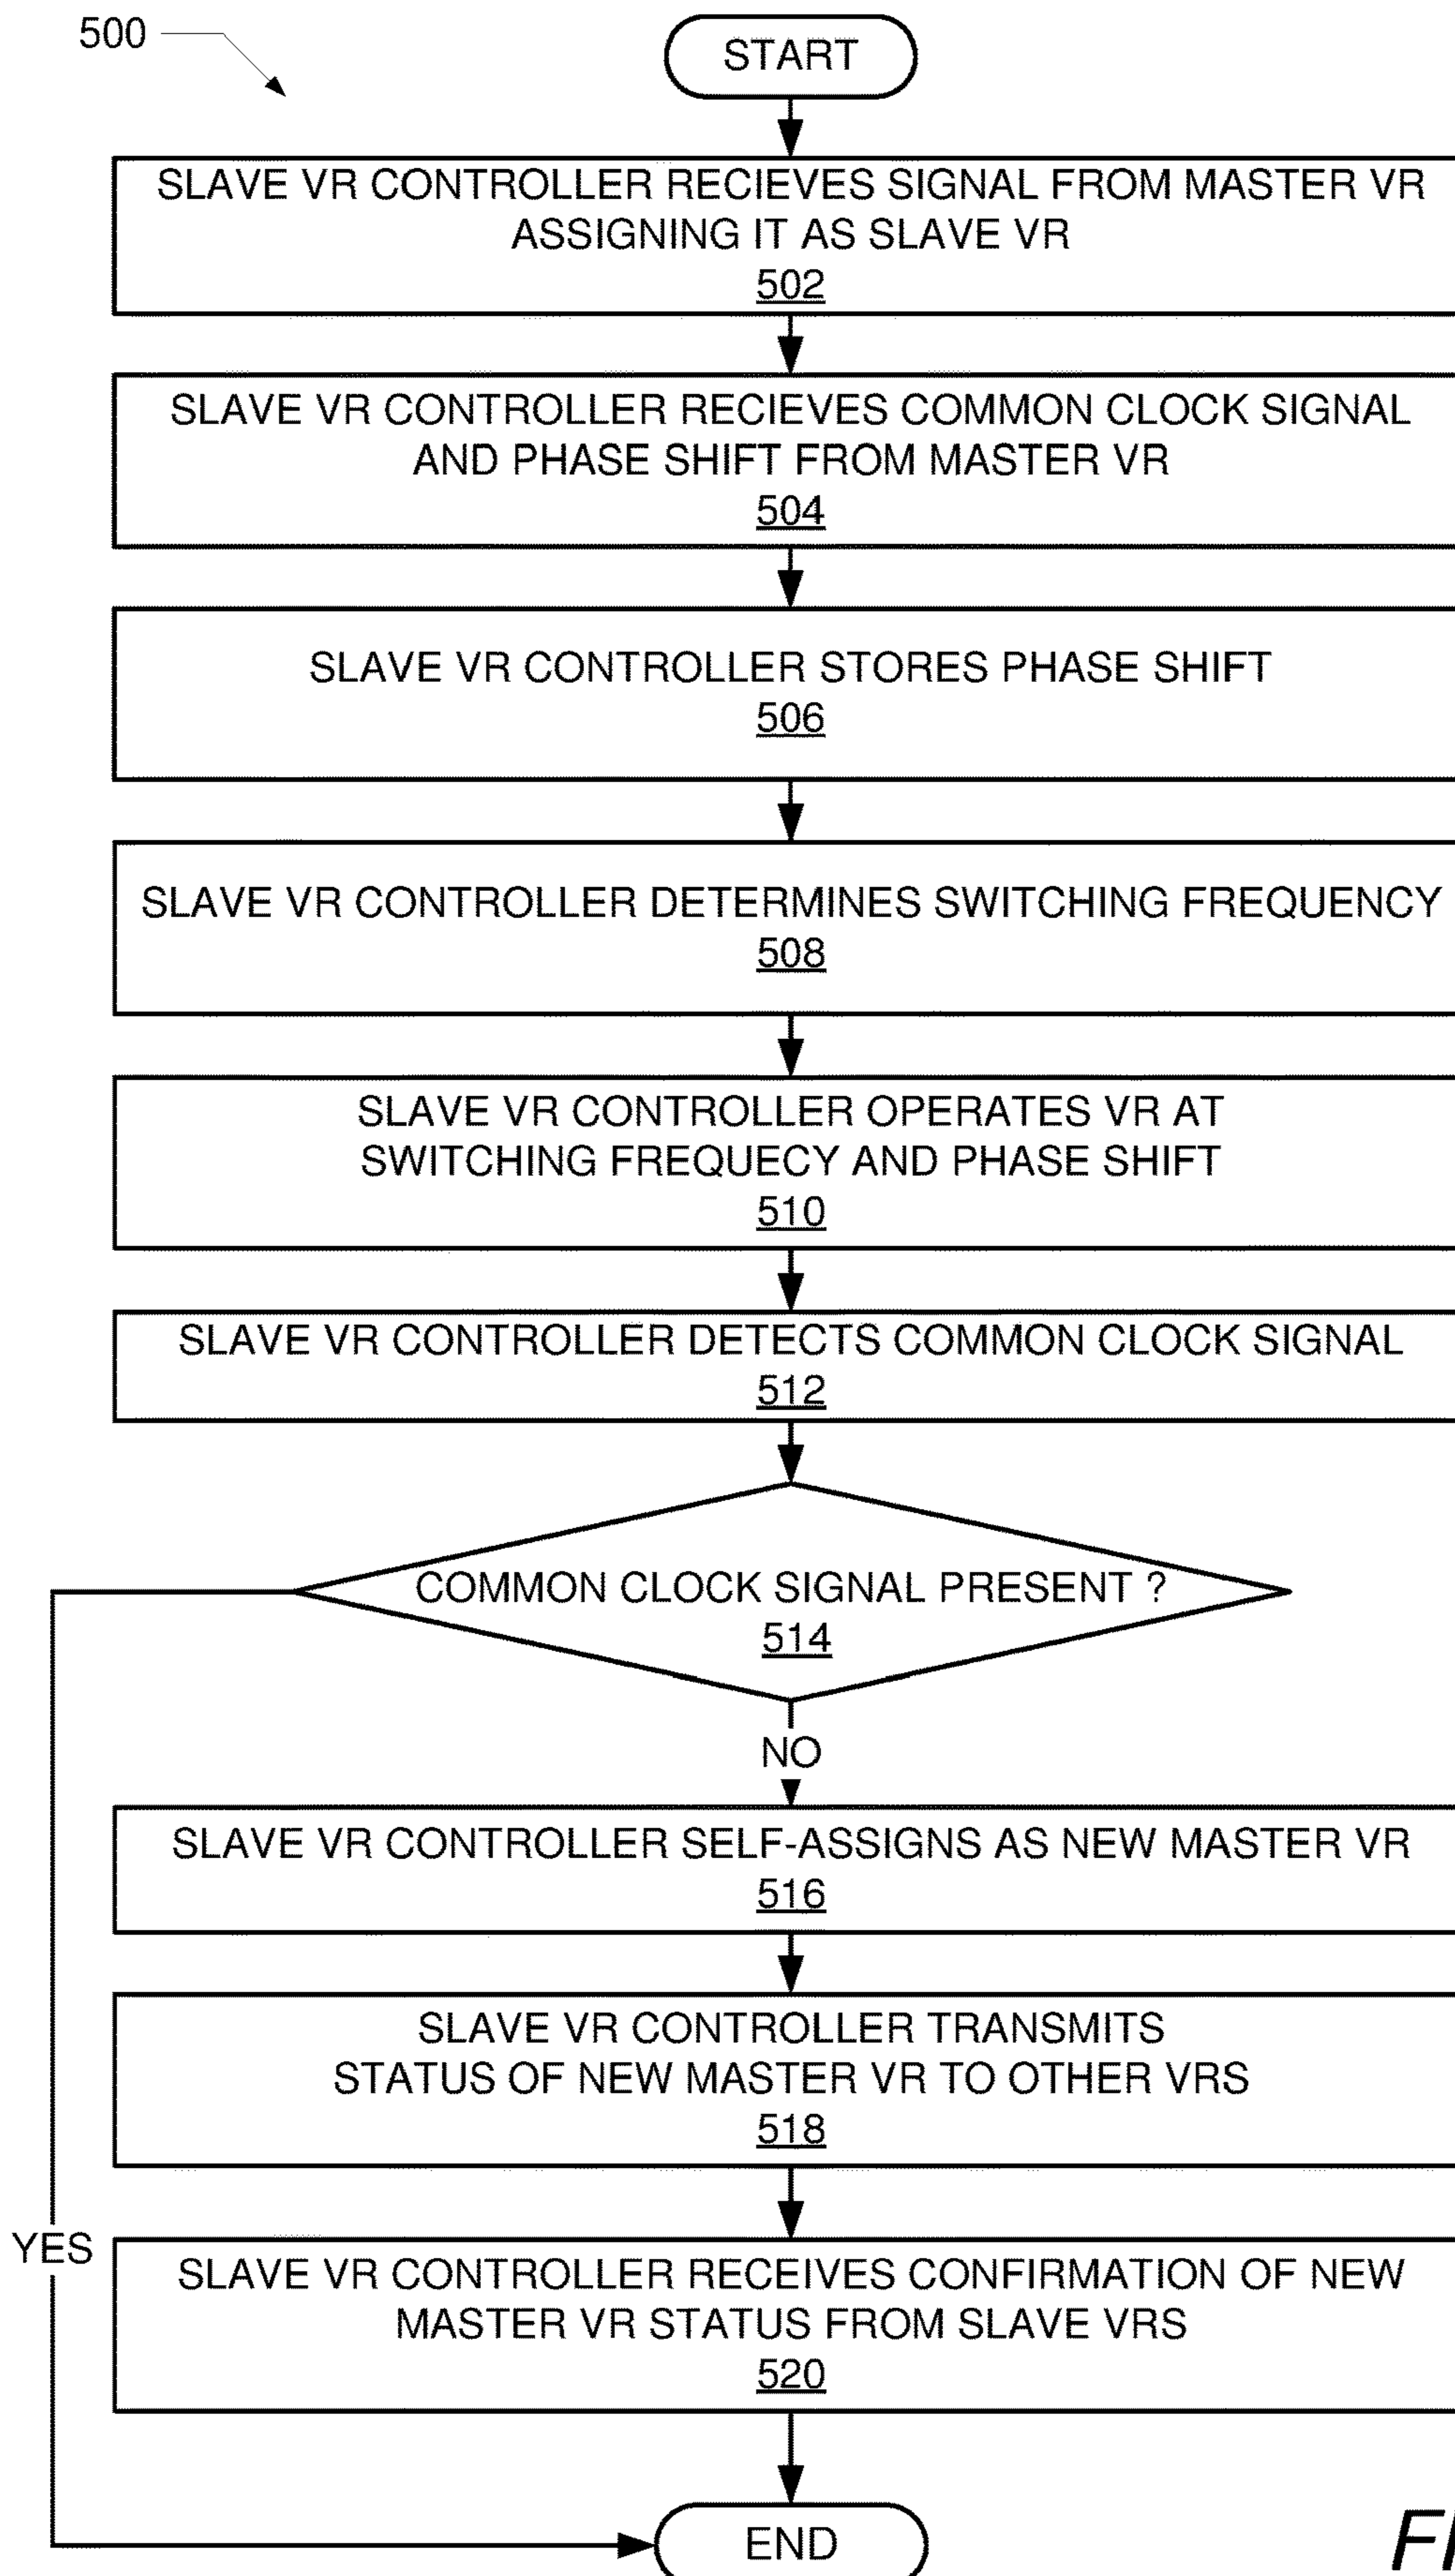 500
START
SLAVE VR CONTROLLER RECIEVES SIGNAL FROM MASTER VR
ASSIGNING IT AS SLAVE VR
502
SLAVE VR CONTROLLER RECIEVES COMMON CLOCK SIGNAL
AND PHASE SHIFT FROM MASTER VR
504
SLAVE VR CONTROLLER STORES PHASE SHIFT
506
SLAVE VR CONTROLLER DETERMINES SWITCHING FREQUENCY
508
SLAVE VR CONTROLLER OPERATES VR AT
SWITCHING FREQUECY AND PHASE SHIFT
510
SLAVE VR CONTROLLER DETECTS COMMON CLOCK SIGNAL
512
COMMON CLOCK SIGNAL PRESENT ?
514
NO
SLAVE VR CONTROLLER SELF-ASSIGNS AS NEW MASTER VR
516
SLAVE VR CONTROLLER TRANSMITS
STATUS OF NEW MASTER VR TO OTHER VRS
518
YES
SLAVE VR CONTROLLER RECEIVES CONFIRMATION OF NEW
MASTER VR STATUS FROM SLAVE VRS
520
END